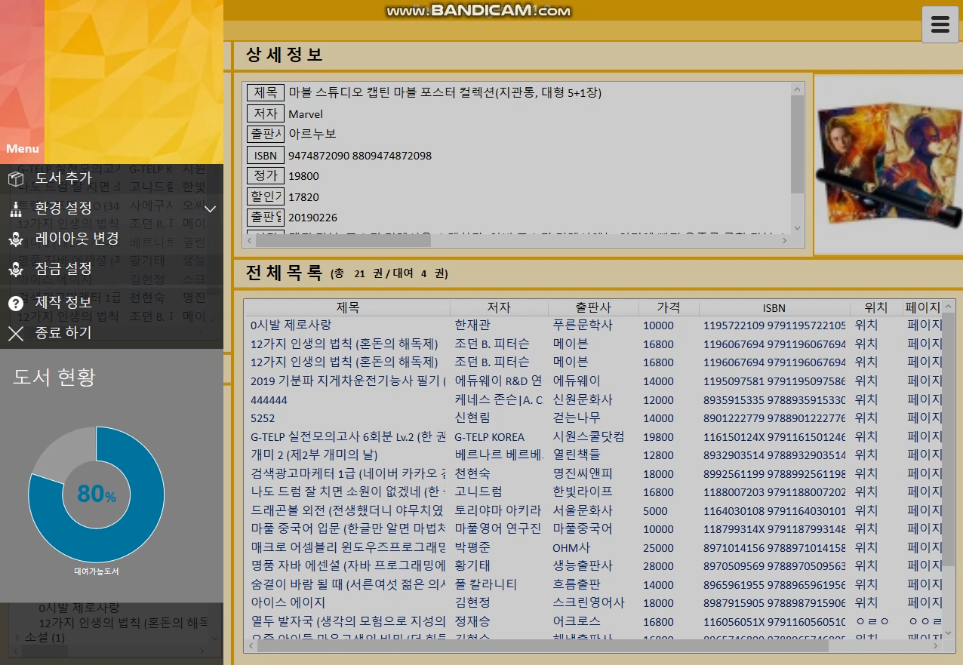 www.BANDICAM.com
Menu
도서 추가
환경 설정
레이아웃 변경
잠금 설정
제작 정보
종료 하기
도서 현황
80%
대여가능도서
0시발 제로사랑
12가지 인생의 법칙 (혼돈의 해독
소설 (1)
상세정보
제목 마블 스튜디오 캡틴 마블 포스터 컬렉션(지관통, 대형 5+1장)
저자 Marvel
출판사 아르누보
ISBN 9474872090 8809474872098
정가 19800
할인가 17820
출판일 20190226
전체목록 (총 21 권/대여 4 권)
제목 저자 출판사 가격 ISBN 위치 페이지
0시발 제로사랑 한재관 푸른문학사 10000 1195722109 9791195722105 위치 페이지
12가지 인생의 법칙 (혼돈의 해독제) 조던 B. 피터슨 메이븐 16800 1196067694 9791196067694 위치 페이지
12가지 인생의 법칙 (혼돈의 해독제) 조던 B. 피터슨 메이븐 16800 1196067694 9791196067694 위치 페이지
2019 기분파 지게차운전기능사 필기 ( 에듀웨이 R&D 연 에듀웨이 14000 1195097581 9791195097586 위치 페이지
444444 케네스 존슨|A. C 신원문화사 12000 8935915335 9788935915330 위치 페이지
5252 신현림 걷는나무 14000 8901222779 9788901222776 위치 페이지
G-TELP 실전모의고사 6회분 Lv.2 (한 권 G-TELP KOREA 시원스쿨닷컴 19800 116150124X 9791161501246 위치 페이지
개미 2 (제2부 개미의 날) 베르나르 베르베 열린책들 12800 8932903514 9788932903514 위치 페이지
검색광고마케터 1급 (네이버 카카오 천현숙 명진씨앤피 18000 8992561199 9788992561198 위치 페이지
나도 드럼 잘 치면 소원이 없겠네 (한 고니드럼 한빛라이프 16800 1188007203 9791188007202 위치 페이지
드래곤볼 외전 (전생했더니 야무치였 토리야마 아키라 서울문화사 5000 1164030108 9791164030101 위치 페이지
마풀 중국어 입문 (한글만 알면 마법처 마풀영어 연구진 마풀중국어 10000 118799314X 9791187993148 위치 페이지
매크로 어셈블리 윈도우즈프로그래밍 박평준 OHM사 25000 8971014156 9788971014158 위치 페이지
명품 자바 에센셜 (자바 프로그래밍에 황기태 생능출판사 28000 8970509569 9788970509563 위치 페이지
숨결이 바람 될 때 (서른여섯 젊은 의사 폴 칼라니티 흐름출판 14000 8965961955 9788965961956 위치 페이지
아이스 에이지 김현정 스크린영어사 18000 8987915905 9788987915906 위치 페이지
열두 발자국 (생각의 모험으로 지성의 정재승 어크로스 16800 116056051X 9791160560510 ㅇㄹㅇ ㅇㅇㄹ